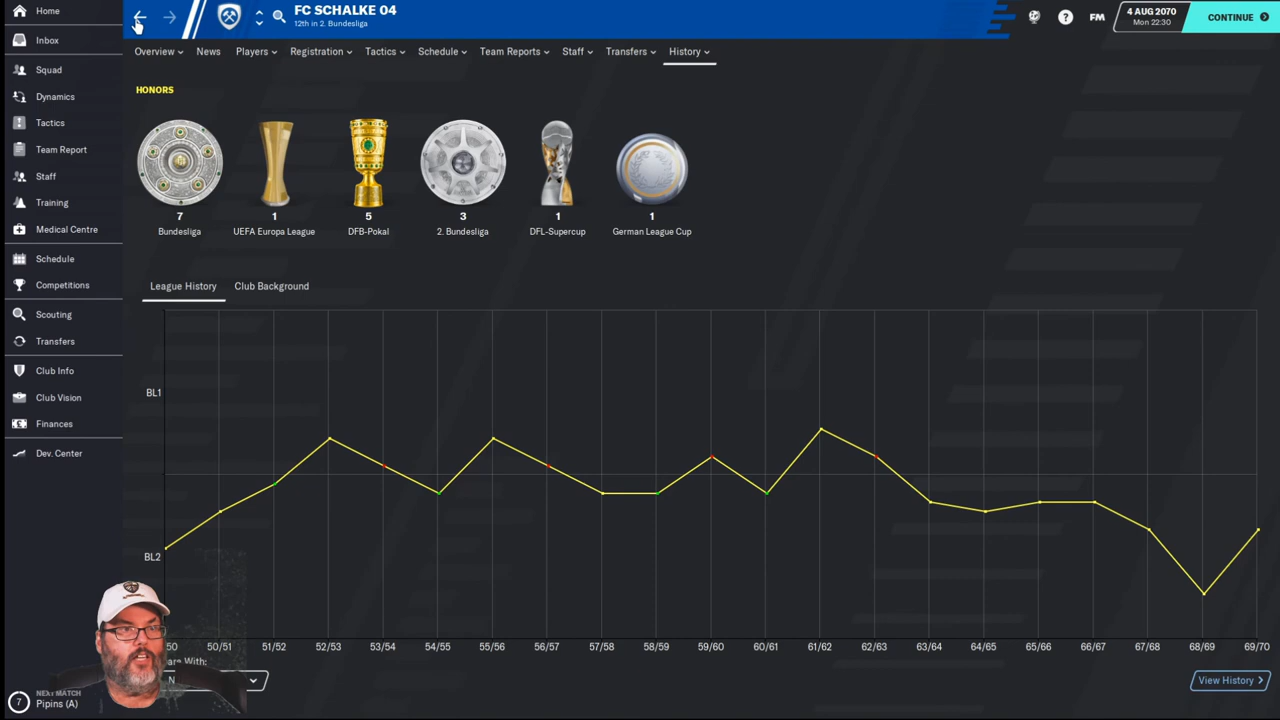 Home
Inbox
Squad
Dynamics
Tactics
Team Report
Staff
Training
Medical Centre
Schedule
Competitions
Scouting
Transfers
Club Info
Club Vision
Finances
Dev. Center
NEXT MATCH
7 Pipins (A)
FC SCHALKE 04
12th in 2. Bundesliga
? FM
4 AUG 2070
Mon 22:30
CONTINUE
Overview News Players Registration Tactics Schedule Team Reports Staff Transfers History
HONORS
7 1 5 3 1 1
Bundesliga UEFA Europa League DFB-Pokal 2. Bundesliga DFL-Supercup German League Cup
League History Club Background
BL1
BL2
50 50/51 51/52 52/53 53/54 54/55 55/56 56/57 57/58 58/59 59/60 60/61 61/62 62/63 63/64 64/65 65/66 66/67 67/68 68/69 69/70
are With:
N
View History